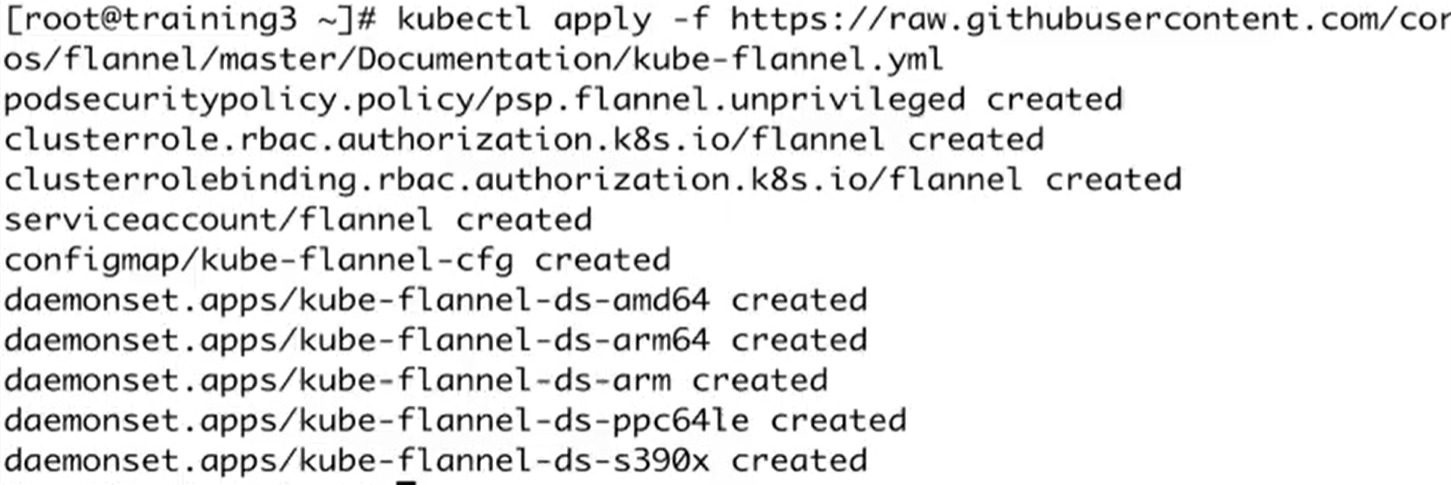 [root@training3 ~]# kubectl apply -f https://raw.githubusercontent.com/cor
os/flannel/master/Documentation/kube-flannel.yml
podsecuritypolicy.policy/psp.flannel.unprivileged created
clusterrole.rbac.authorization.k8s.io/flannel created
clusterrolebinding.rbac.authorization.k8s.io/flannel created
serviceaccount/flannel created
configmap/kube-flannel-cfg created
daemonset.apps/kube-flannel-ds-amd64 created
daemonset.apps/kube-flannel-ds-arm64 created
daemonset.apps/kube-flannel-ds-arm created
daemonset.apps/kube-flannel-ds-ppc64le created
daemonset.apps/kube-flannel-ds-s390x created